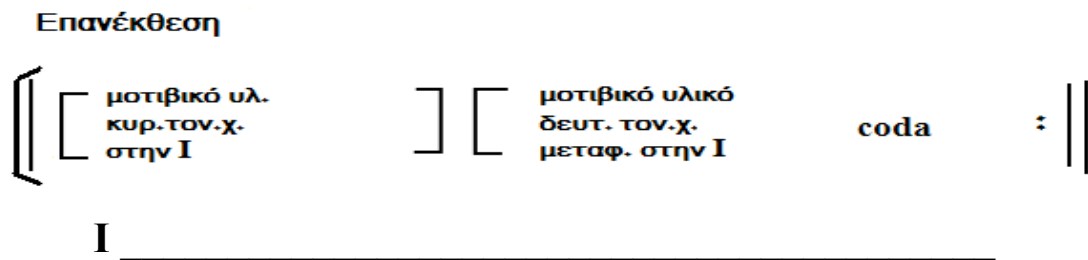 Επανέκθεση
μοτιβικό υλ.
κυρ.τον.χ.
στην Ι
μοτιβικό υλικό
δευτ. τον.χ.
μεταφ. στην Ι
coda :
I